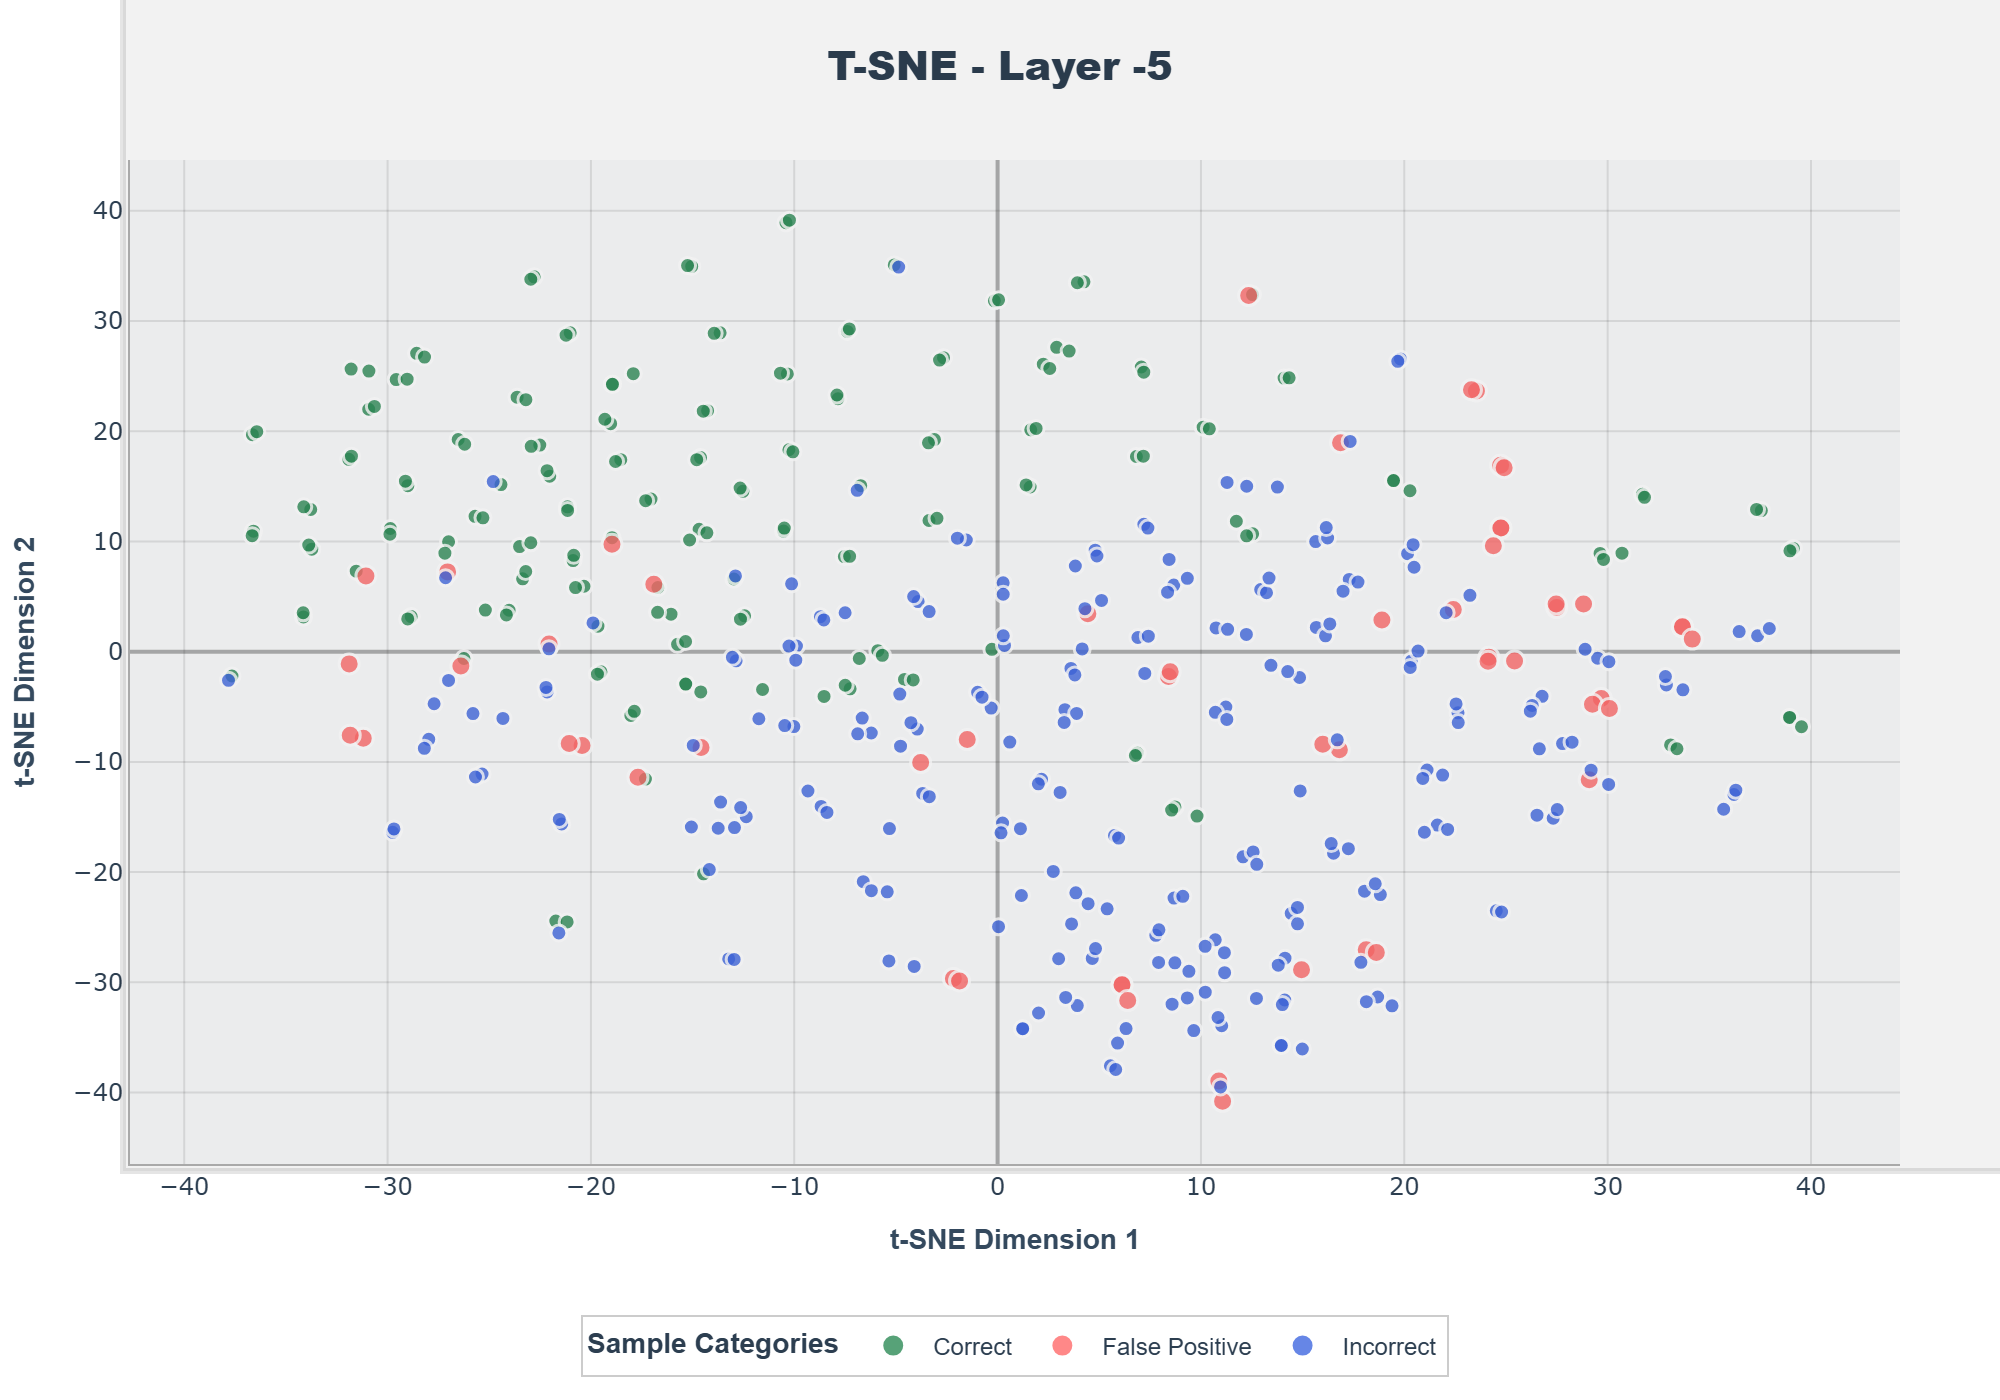 T-SNE - Layer -5
40
30
20
10
0
−10
−20
−30
−40
t-SNE Dimension 2
−40
−30
−20
−10
0
10
20
30
40
t-SNE Dimension 1
Sample Categories
Correct
False Positive
Incorrect